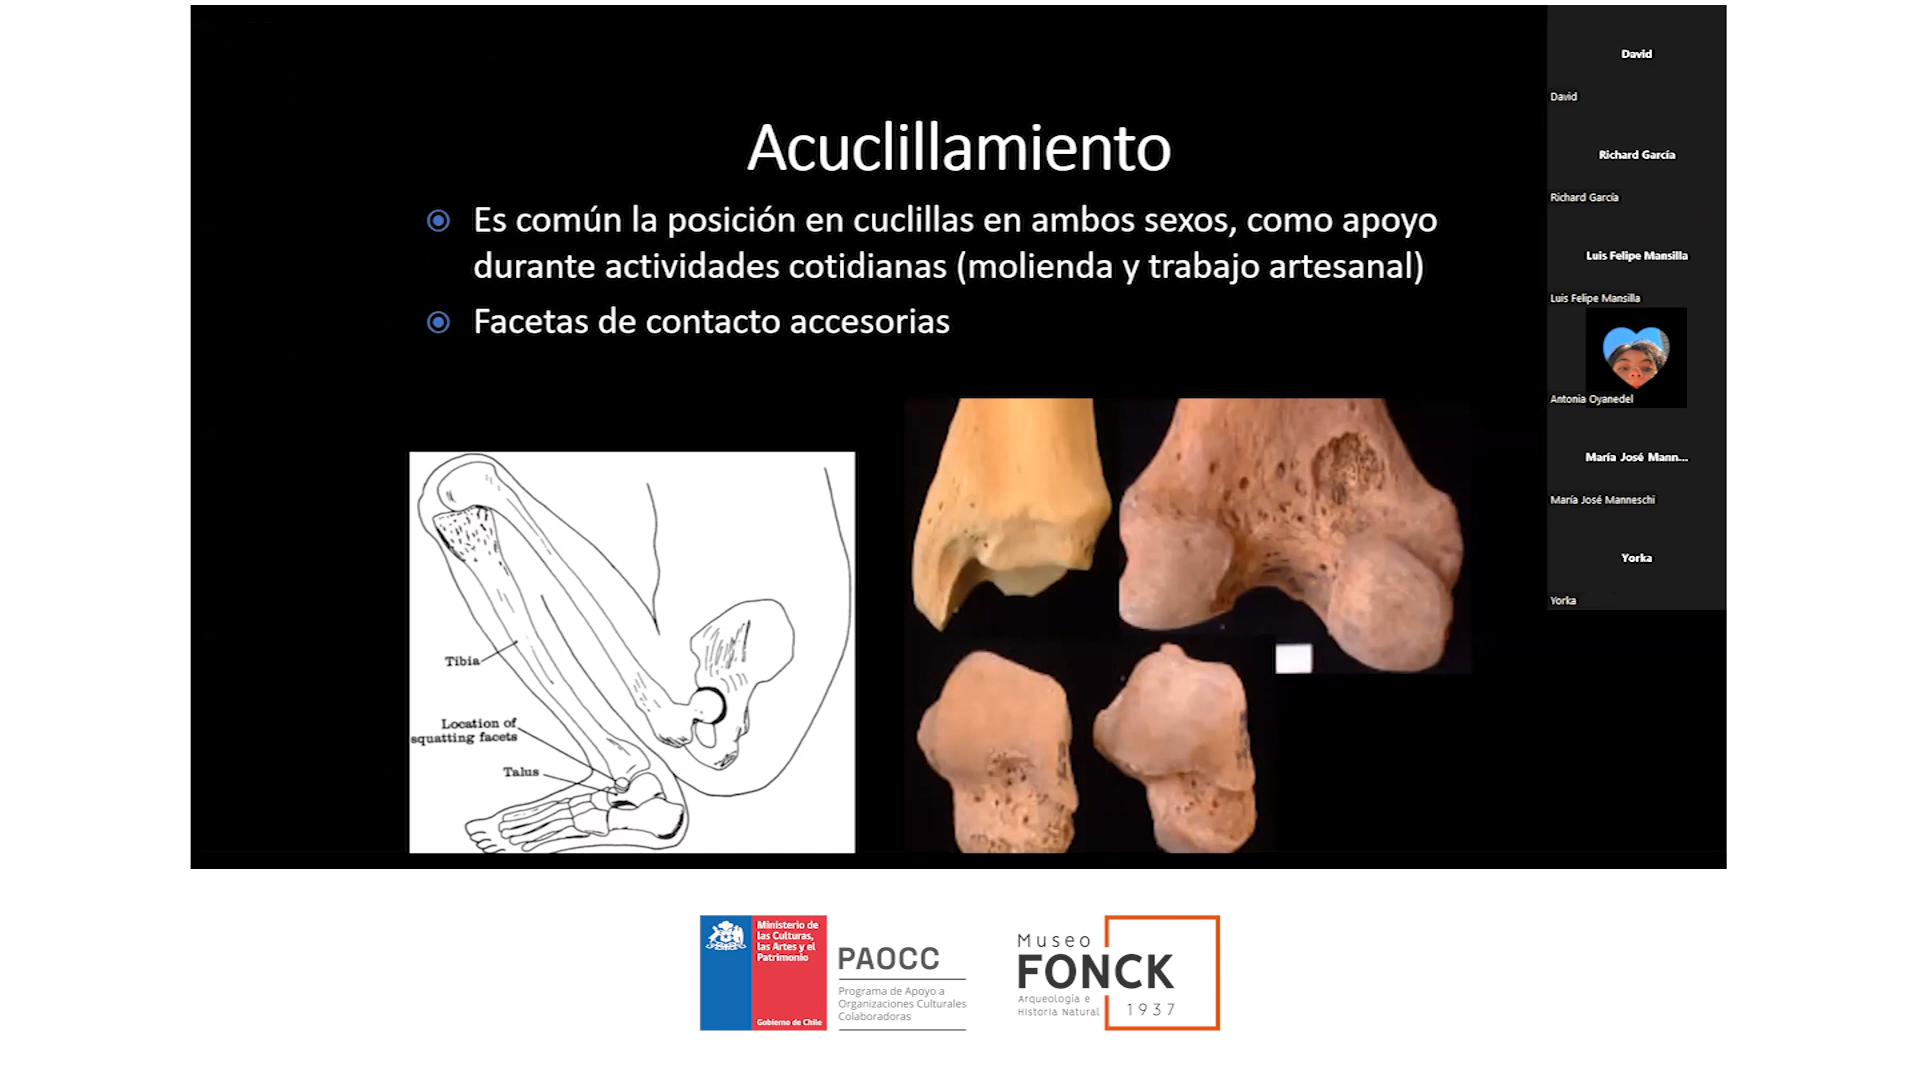 Acuclillamiento
Es común la posición en cuclillas en ambos sexos, como apoyo
durante actividades cotidianas (molienda y trabajo artesanal)
Facetas de contacto accesorias
Tibia
Location of
squatting facets
Talus
David
David
Richard García
Richard García
Luis Felipe Mansilla
Luis Felipe Mansilla
Antonia Oyanedel
María José Mann...
María José Manneschi
Yorka
Yorka
Ministerio de
las Culturas,
las Artes y el
Patrimonio
Gobierno de Chile
PAOCC
Programa de Apoyo a
Organizaciones Culturales
Colaboradoras
Museo
FONCK
Arqueología e
Historia Natural
1937